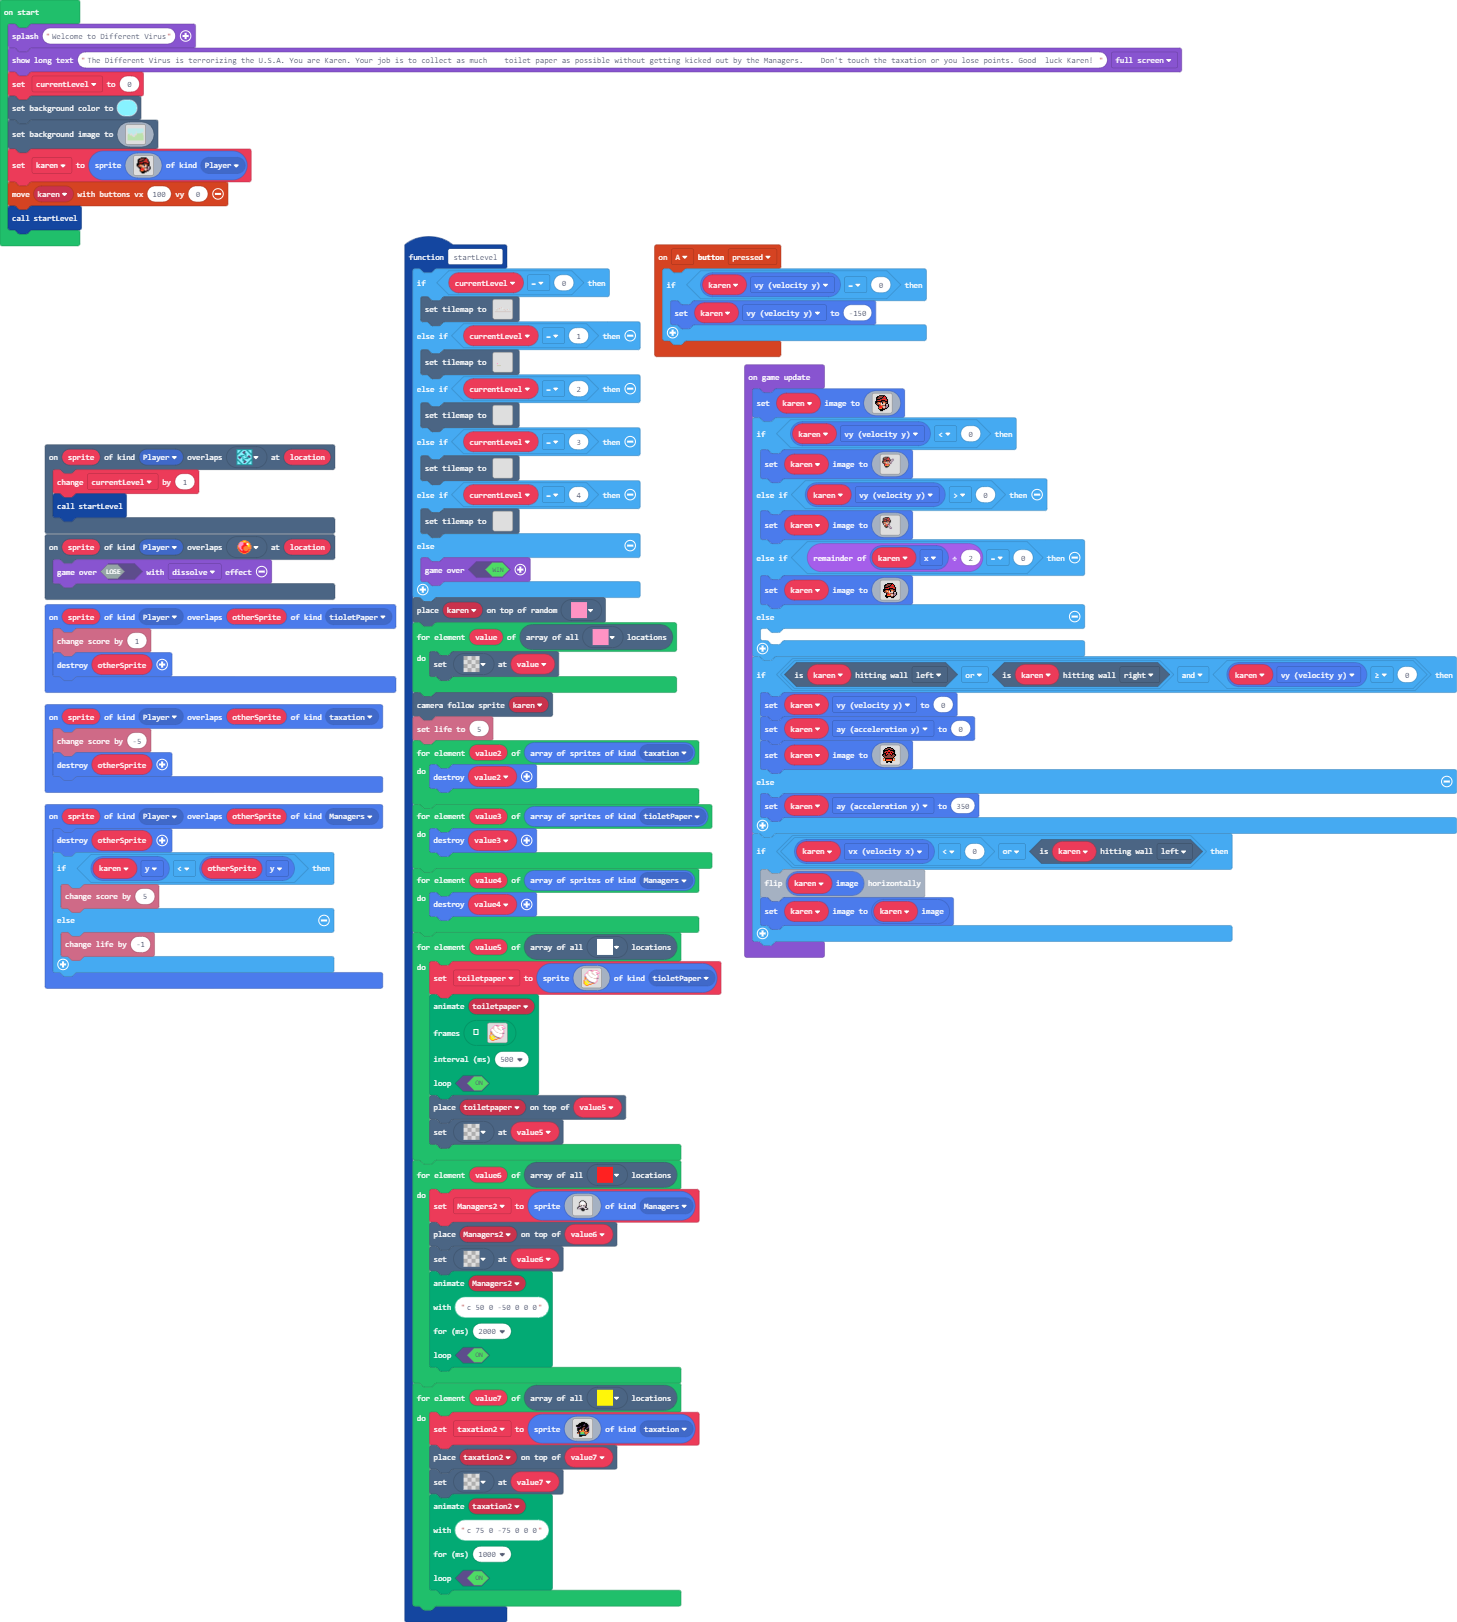 on start
splash "Welcome to Different Virus"
show long text "The Different Virus is terrorizing the U.S.A. You are Karen. Your job is to collect as much toilet paper as possible without getting kicked out by the Managers. Don't touch the taxation or you lose points. Good luck Karen! " full screen
set currentLevel to 0
set background color to
set background image to
set karen to sprite of kind Player
move karen with buttons vx 100 vy 0
call startLevel
on sprite of kind Player overlaps at location
change currentLevel by 1
call startLevel
on sprite of kind Player overlaps at location
game over LOSE with dissolve effect
on sprite of kind Player overlaps otherSprite of kind tioletPaper
change score by 1
destroy otherSprite
on sprite of kind Player overlaps otherSprite of kind taxation
change score by -5
destroy otherSprite
on sprite of kind Player overlaps otherSprite of kind Managers
destroy otherSprite
if karen y < otherSprite y then
change score by 5
else
change life by -1
function startLevel
if currentLevel = 0 then
set tilemap to
else if currentLevel = 1 then
set tilemap to
else if currentLevel = 2 then
set tilemap to
else if currentLevel = 3 then
set tilemap to
else if currentLevel = 4 then
set tilemap to
else
game over WIN
place karen on top of random
for element value of array of all locations
do set at value
camera follow sprite karen
set life to 5
for element value2 of array of sprites of kind taxation
do destroy value2
for element value3 of array of sprites of kind tioletPaper
do destroy value3
for element value4 of array of sprites of kind Managers
do destroy value4
for element value5 of array of all locations
do set toiletpaper to sprite of kind tioletPaper
animate toiletpaper
frames
interval (ms) 500
loop ON
place toiletpaper on top of value5
set at value5
for element value6 of array of all locations
do set Managers2 to sprite of kind Managers
place Managers2 on top of value6
set at value6
animate Managers2
with "c 50 0 -50 0 0 0"
for (ms) 2000
loop ON
for element value7 of array of all locations
do set taxation2 to sprite of kind taxation
place taxation2 on top of value7
set at value7
animate taxation2
with "c 75 0 -75 0 0 0"
for (ms) 1000
loop ON
on A button pressed
if karen vy (velocity y) = 0 then
set karen vy (velocity y) to -150
on game update
set karen image to
if karen vy (velocity y) < 0 then
set karen image to
else if karen vy (velocity y) > 0 then
set karen image to
else if remainder of karen x ÷ 2 = 0 then
set karen image to
else
if is karen hitting wall left or is karen hitting wall right and karen vy (velocity y) ≥ 0 then
set karen vy (velocity y) to 0
set karen ay (acceleration y) to 0
set karen image to
else
set karen ay (acceleration y) to 350
if karen vx (velocity x) < 0 or is karen hitting wall left then
flip karen image horizontally
set karen image to karen image